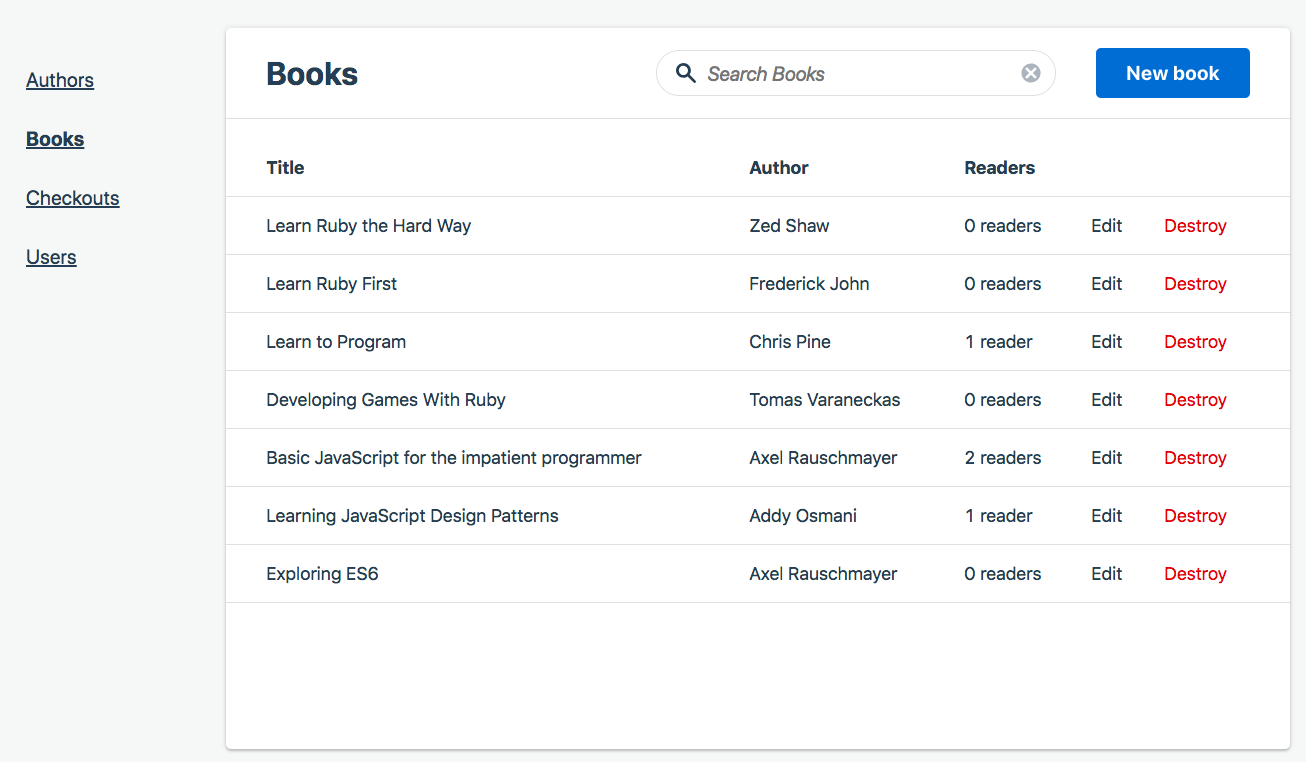 Authors
Books
Checkouts
Users
Books
Search Books
New book
Title Author Readers
Learn Ruby the Hard Way Zed Shaw 0 readers Edit Destroy
Learn Ruby First Frederick John 0 readers Edit Destroy
Learn to Program Chris Pine 1 reader Edit Destroy
Developing Games With Ruby Tomas Varaneckas 0 readers Edit Destroy
Basic JavaScript for the impatient programmer Axel Rauschmayer 2 readers Edit Destroy
Learning JavaScript Design Patterns Addy Osmani 1 reader Edit Destroy
Exploring ES6 Axel Rauschmayer 0 readers Edit Destroy